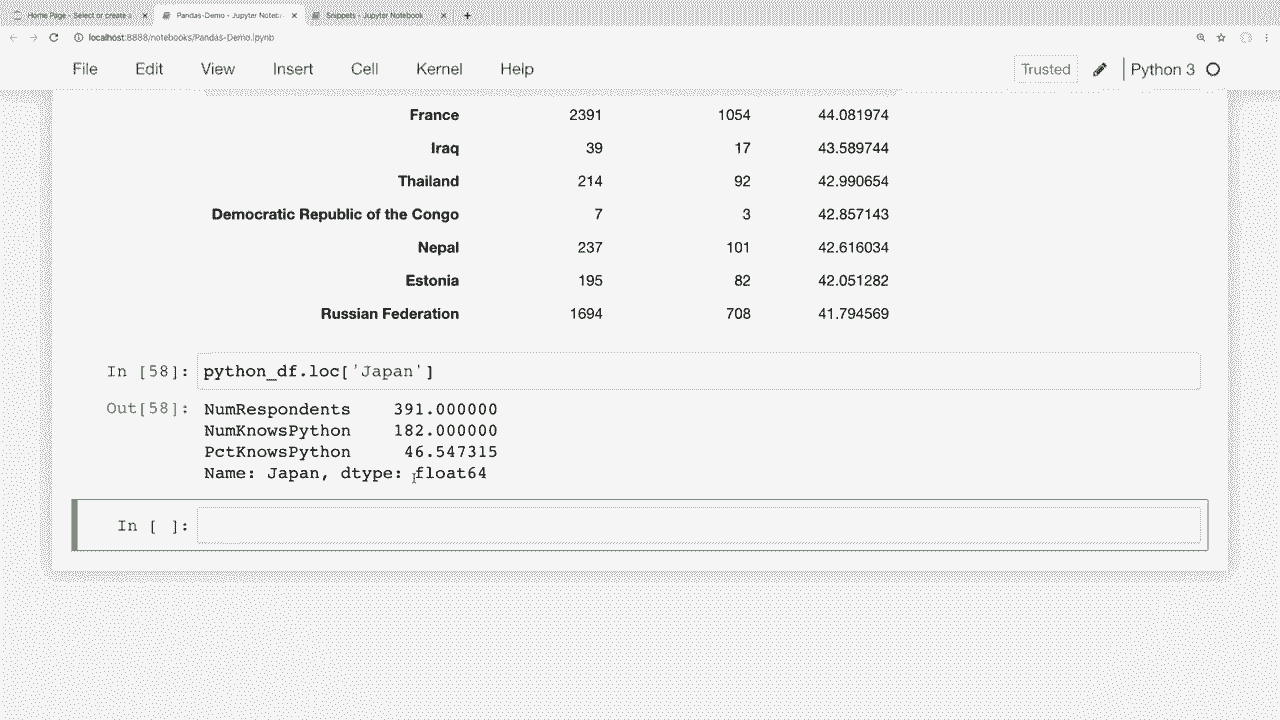 Home Page - Select or create a
Pandas-Demo - Jupyter Noteb
Snippets - Jupyter Notebook
localhost:8888/notebooks/Pandas-Demo.ipynb
File Edit View Insert Cell Kernel Help Trusted Python 3
France 2391 1054 44.081974
Iraq 39 17 43.589744
Thailand 214 92 42.990654
Democratic Republic of the Congo 7 3 42.857143
Nepal 237 101 42.616034
Estonia 195 82 42.051282
Russian Federation 1694 708 41.794569
In [58]: python_df.loc['Japan']
Out[58]: NumRespondents 391.000000
NumKnowsPython 182.000000
PctKnowsPython 46.547315
Name: Japan, dtype: float64
In [ ]: